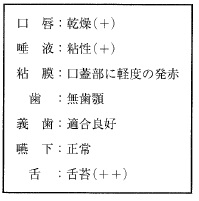 口唇：乾燥（＋）
唾液：粘性（＋）
粘膜：口蓋部に軽度の発赤
歯：無歯顎
義歯：適合良好
嚥下：正常
舌：舌苔（＋＋）